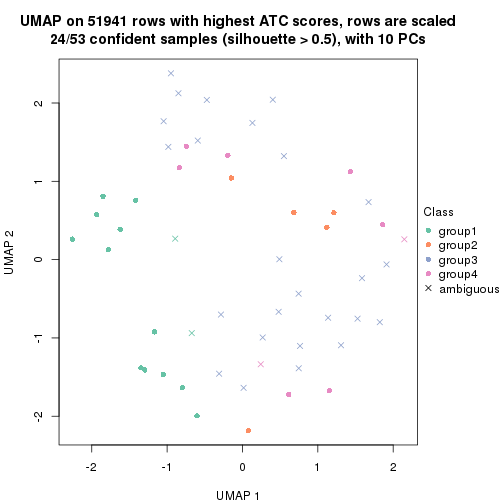 UMAP on 51941 rows with highest ATC scores, rows are scaled
24/53 confident samples (silhouette > 0.5), with 10 PCs
2
1
0
-1
-2
UMAP 2
-2
-1
0
1
2
UMAP 1
Class
group1
group2
group3
group4
ambiguous